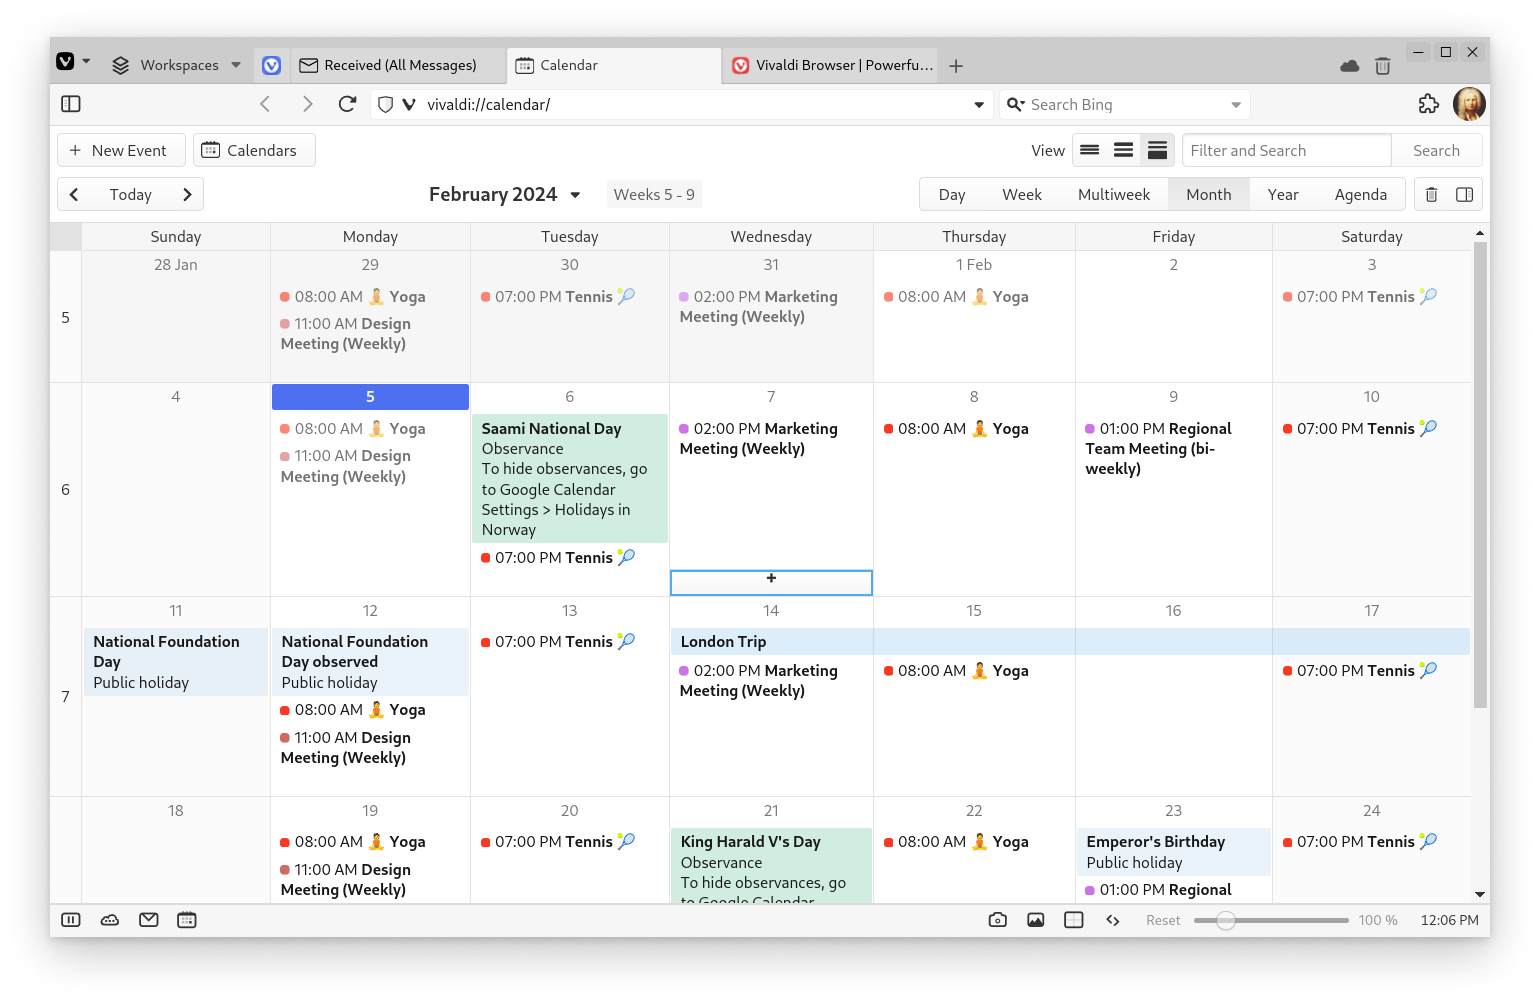 Workspaces
Received (All Messages)
Calendar
Vivaldi Browser | Powerfu...
vivaldi://calendar/
Search Bing
New Event
Calendars
View
Filter and Search
Search
Today
February 2024
Weeks 5 - 9
Day
Week
Multiweek
Month
Year
Agenda
Sunday
Monday
Tuesday
Wednesday
Thursday
Friday
Saturday
5
28 Jan
29
08:00 AM 🧘 Yoga
11:00 AM Design
Meeting (Weekly)
30
07:00 PM Tennis 🎾
31
02:00 PM Marketing
Meeting (Weekly)
1 Feb
08:00 AM 🧘 Yoga
2
3
07:00 PM Tennis 🎾
6
4
5
08:00 AM 🧘 Yoga
11:00 AM Design
Meeting (Weekly)
6
Saami National Day
Observance
To hide observances, go
to Google Calendar
Settings > Holidays in
Norway
07:00 PM Tennis 🎾
7
02:00 PM Marketing
Meeting (Weekly)
+
8
08:00 AM 🧘 Yoga
9
01:00 PM Regional
Team Meeting (bi-
weekly)
10
07:00 PM Tennis 🎾
7
11
National Foundation
Day
Public holiday
12
National Foundation
Day observed
Public holiday
08:00 AM 🧘 Yoga
11:00 AM Design
Meeting (Weekly)
13
07:00 PM Tennis 🎾
14
London Trip
02:00 PM Marketing
Meeting (Weekly)
15
08:00 AM 🧘 Yoga
16
17
07:00 PM Tennis 🎾
18
19
08:00 AM 🧘 Yoga
11:00 AM Design
Meeting (Weekly)
20
07:00 PM Tennis 🎾
21
King Harald V's Day
Observance
To hide observances, go
to Google Calendar
22
08:00 AM 🧘 Yoga
23
Emperor's Birthday
Public holiday
01:00 PM Regional
24
07:00 PM Tennis 🎾
Reset
100 %
12:06 PM